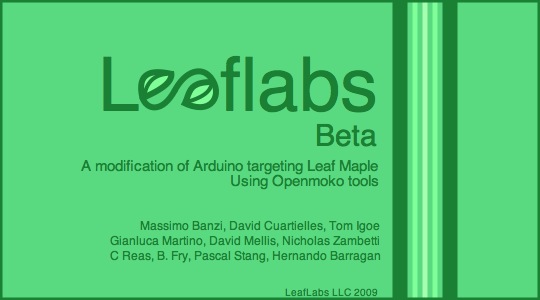 Leaflabs
Beta
A modification of Arduino targeting Leaf Maple
Using Openmoko tools
Massimo Banzi, David Cuartielles, Tom Igoe
Gianluca Martino, David Mellis, Nicholas Zambetti
C Reas, B. Fry, Pascal Stang, Hernando Barragan
LeafLabs LLC 2009